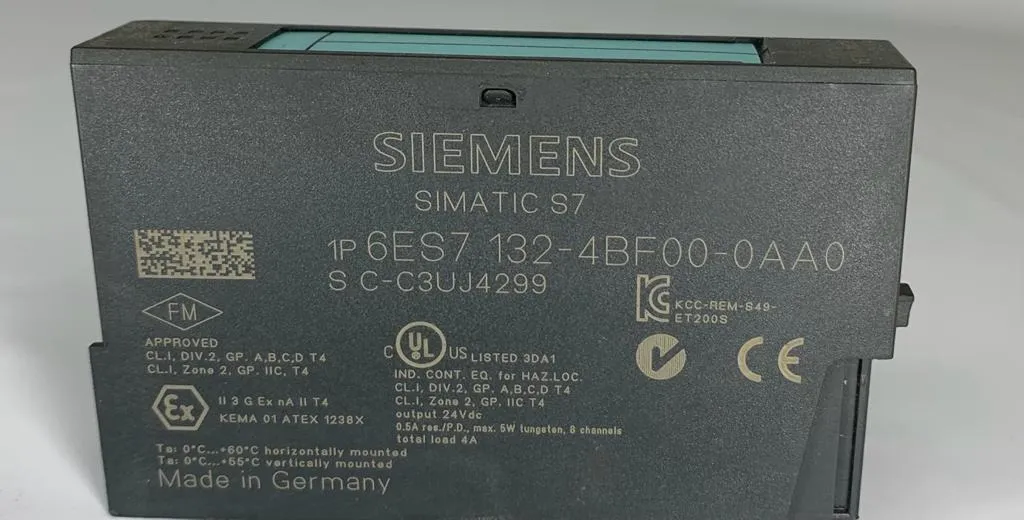 SIEMENS
SIMATIC S7
1P 6ES7 132-4BF00-0AA0
S C-C3UJ4299
KCC-REM-S49-
ET200S
FM
APPROVED
CL.I, DIV.2, GP. A,B,C,D T4
CL.I, Zone 2, GP. IIC, T4
C UL US LISTED 3DA1
IND. CONT. EQ. for HAZ.LOC.
CL.I, DIV.2, GP. A,B,C,D T4
CL.I, Zone 2, GP. IIC T4
output 24Vdc
0.5A res./P.D., max. 5W tungsten, 8 channels
total load 4A
CE
Ex
II 3 G Ex nA II T4
KEMA 01 ATEX 1238X
Ta: 0°C...+60°C horizontally mounted
Ta: 0°C...+55°C vertically mounted
Made in Germany